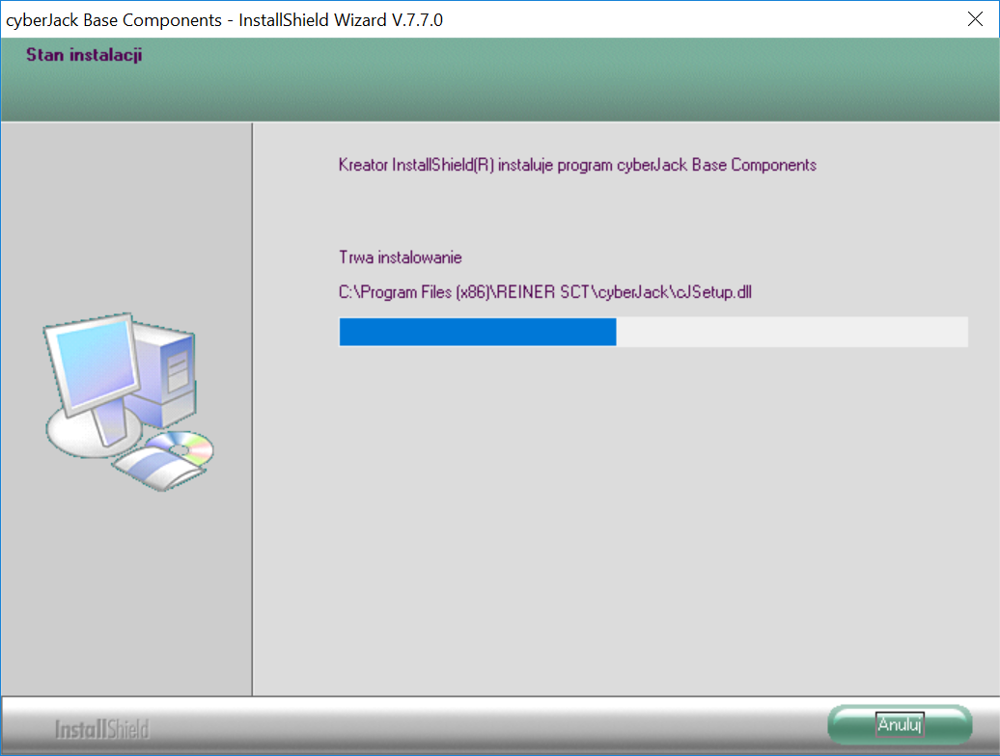 cyberJack Base Components - InstallShield Wizard V.7.7.0
Stan instalacji
Kreator InstallShield(R) instaluje program cyberJack Base Components
Trwa instalowanie
C:\Program Files (x86)\REINER SCT\cyberJack\cJSetup.dll
InstallShield
Anuluj